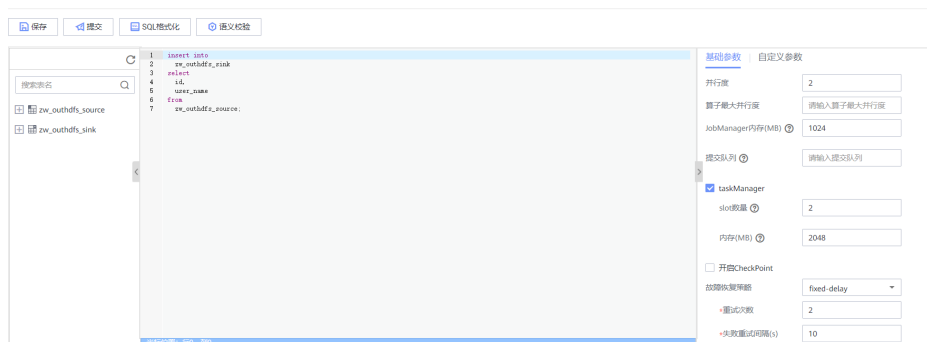 保存 提交 SQL格式化 语义校验
搜索表名
zw_outhdfs_source
zw_outhdfs_sink
1 insert into
2 zw_outhdfs_sink
3 select
4 id,
5 user_name
6 from
7 zw_outhdfs_source;
基础参数 自定义参数
并行度 2
算子最大并行度 请输入算子最大并行度
JobManager内存(MB) 1024
提交队列 请输入提交队列
taskManager
slot数量 2
内存(MB) 2048
开启CheckPoint
故障恢复策略 fixed-delay
*重试次数 2
*失败重试间隔(s) 10